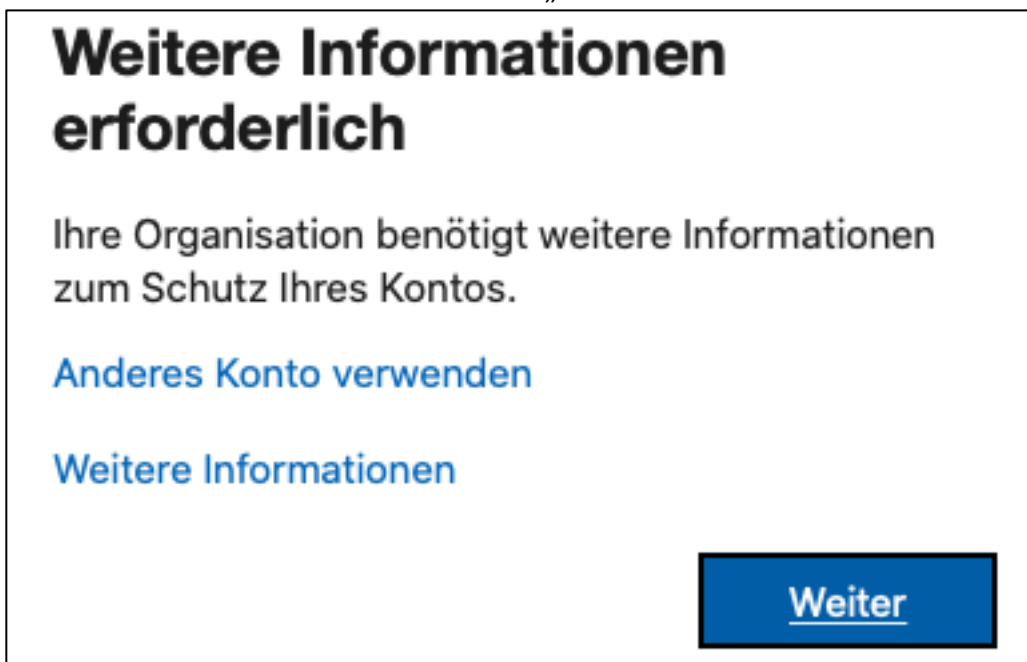 „
Weitere Informationen
erforderlich
Ihre Organisation benötigt weitere Informationen
zum Schutz Ihres Kontos.
Anderes Konto verwenden
Weitere Informationen
Weiter